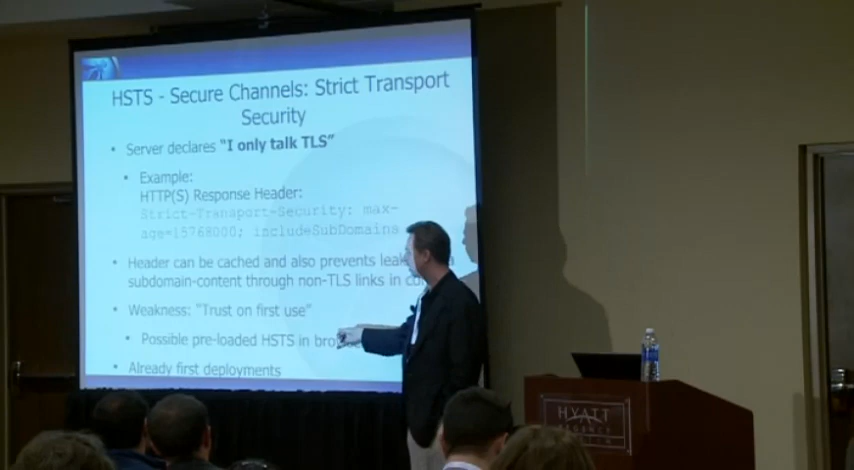 HSTS - Secure Channels: Strict Transport
Security
• Server declares "I only talk TLS"
• Example:
HTTP(S) Response Header:
Strict-Transport-Security: max-
age=15768000; includeSubDomains
• Header can be cached and also prevents
subdomain-content through non-TLS links in
• Weakness: "Trust on first use"
• Possible pre-loaded HSTS in
• Already first deployments
HYATT
REGENCY